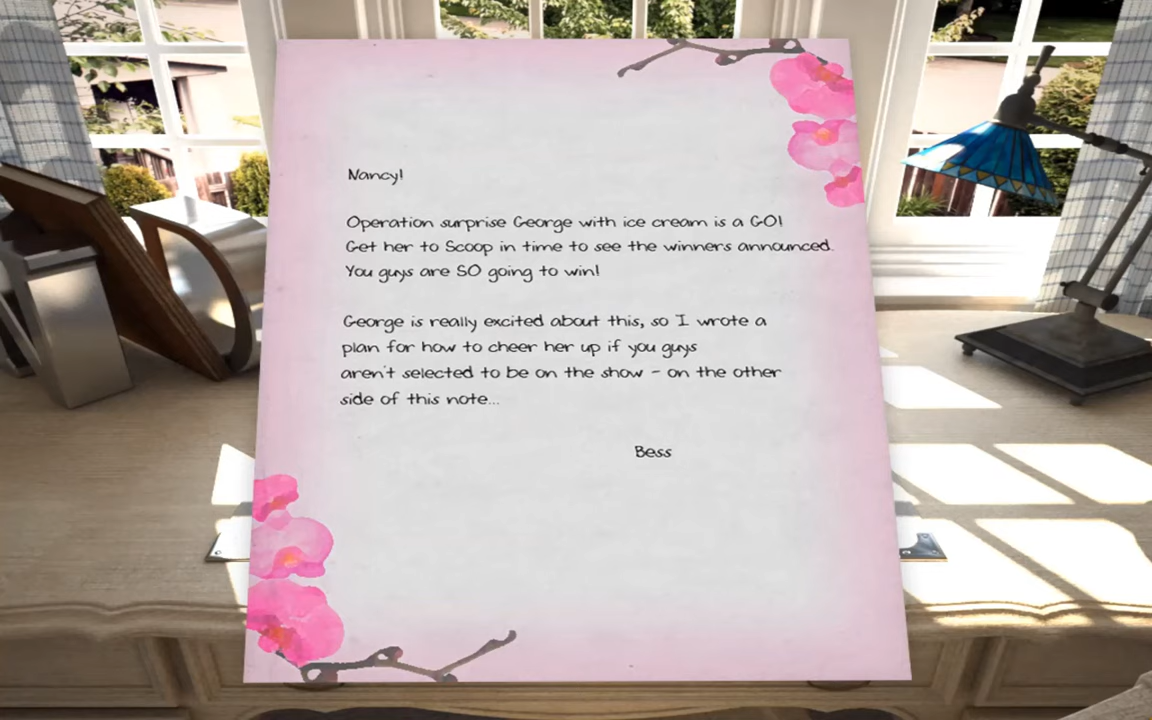 Nancy!
Operation surprise George with ice cream is a GO!
Get her to Scoop in time to see the winners announced.
You guys are SO going to win!
George is really excited about this, so I wrote a
plan for how to cheer her up if you guys
aren't selected to be on the show - on the other
side of this note...
Bess